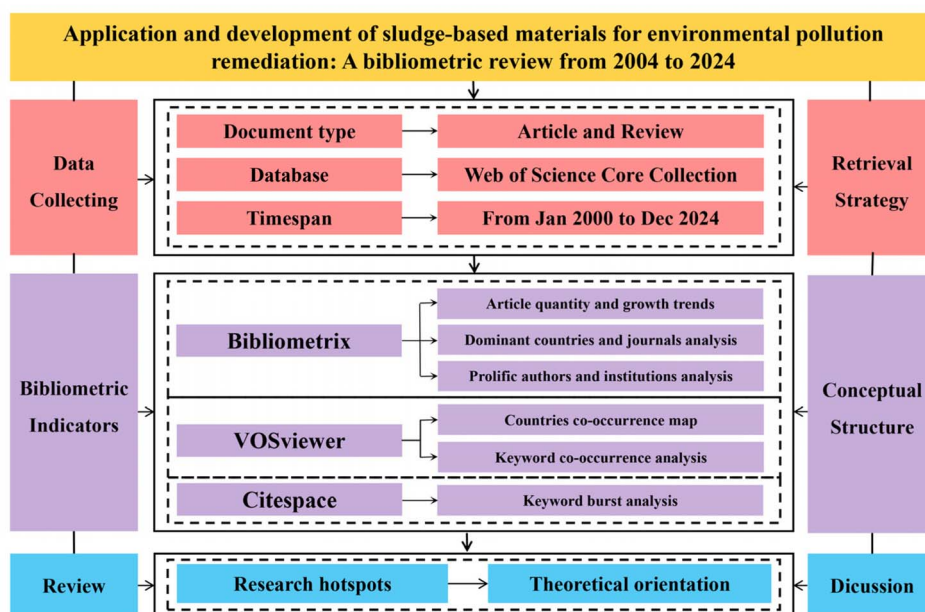 Application and development of sludge-based materials for environmental pollution
remediation: A bibliometric review from 2004 to 2024
Data
Collecting
Document type
Article and Review
Database
Web of Science Core Collection
Timespan
From Jan 2000 to Dec 2024
Retrieval
Strategy
Bibliometric
Indicators
Bibliometrix
Article quantity and growth trends
Dominant countries and journals analysis
Prolific authors and institutions analysis
VOSviewer
Countries co-occurrence map
Keyword co-occurrence analysis
Citespace
Keyword burst analysis
Conceptual
Structure
Review
Research hotspots
Theoretical orientation
Dicussion